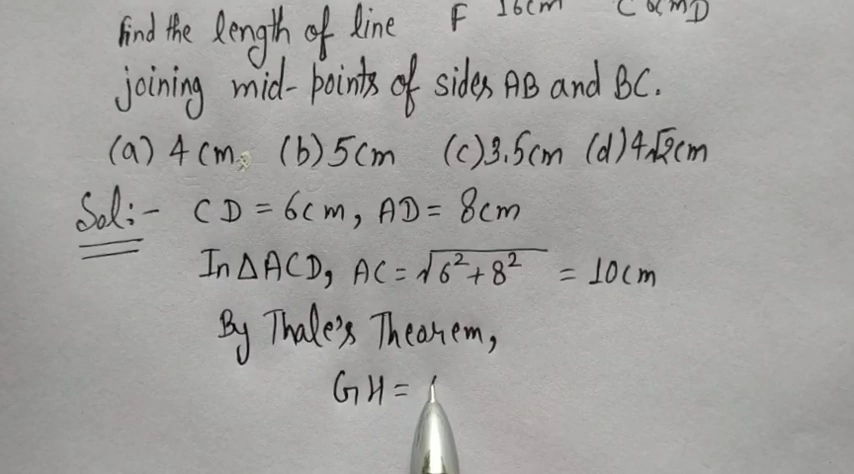 find the length of line F 16cm C D
joining mid-points of sides AB and BC.
(a) 4 cm, (b) 5 cm (c) 3.5 cm (d) 4√2 cm
Sol:- CD = 6cm, AD = 8cm
In ΔACD, AC = √6²+8² = 10cm
By Thale's Theorem,
GH =